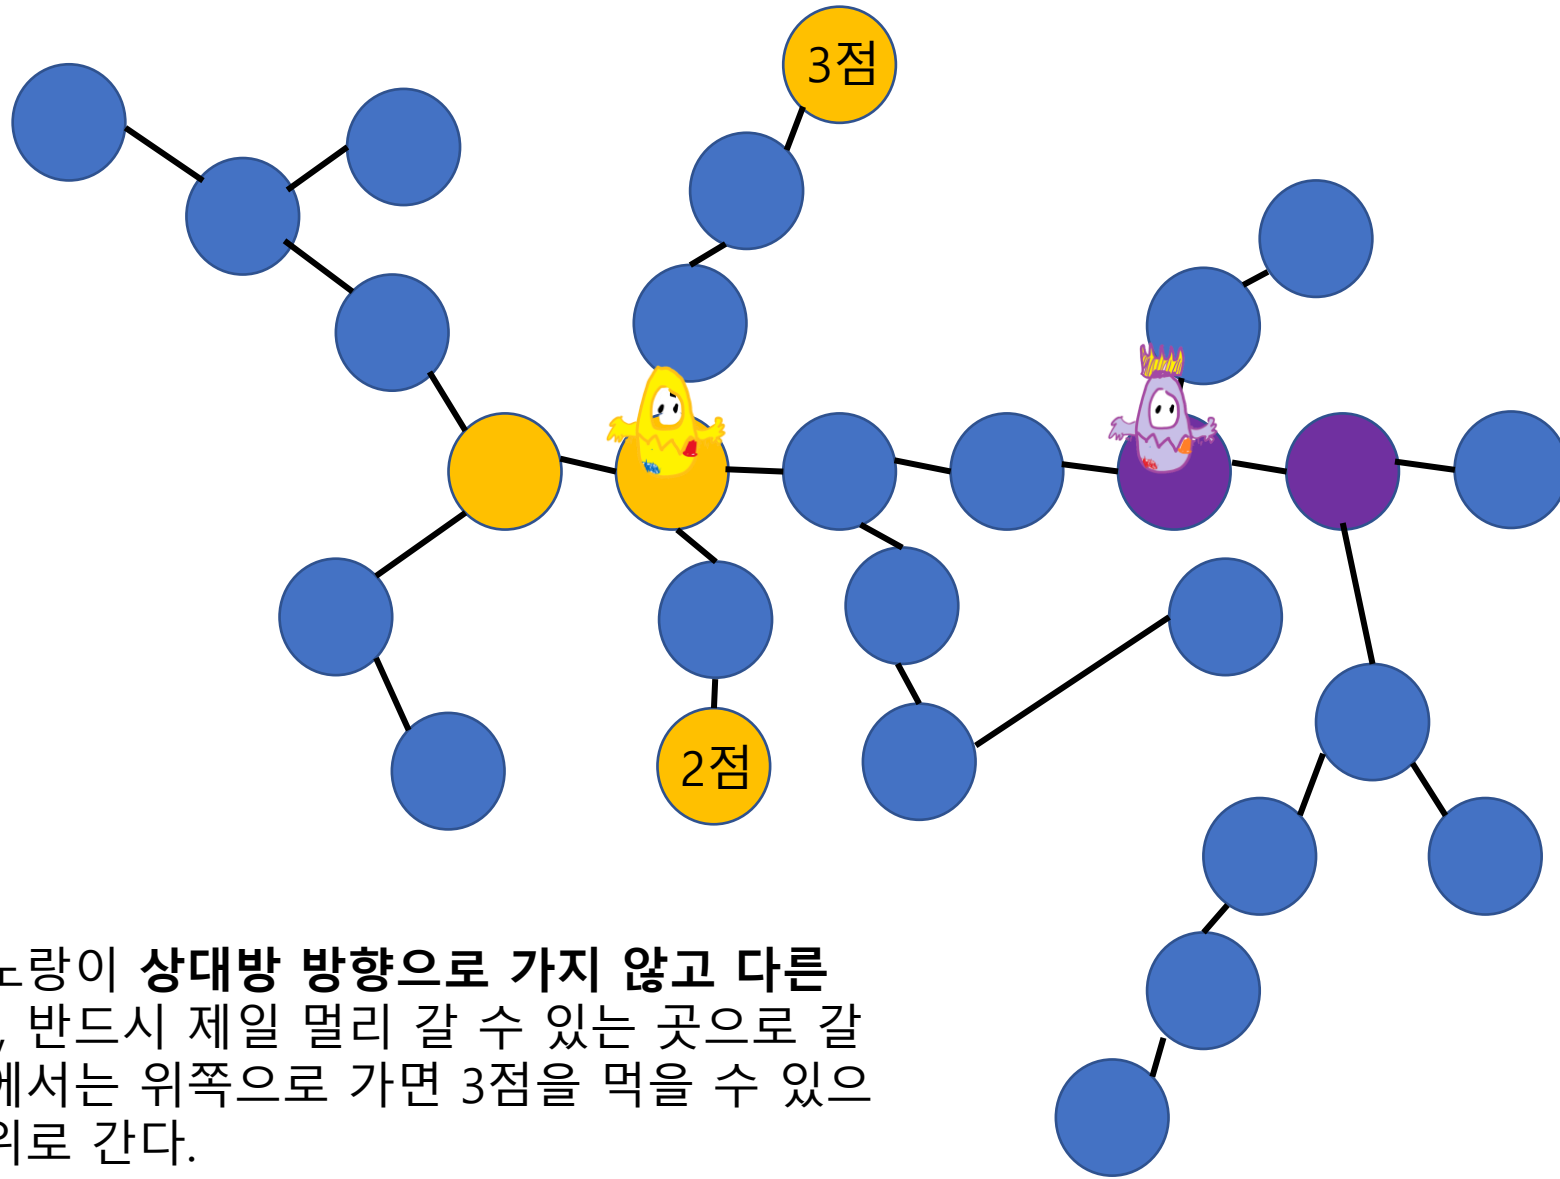 3점
2점
노랑이 상대방 방향으로 가지 않고 다른
, 반드시 제일 멀리 갈 수 있는 곳으로 갈
에서는 위쪽으로 가면 3점을 먹을 수 있으
위로 간다.